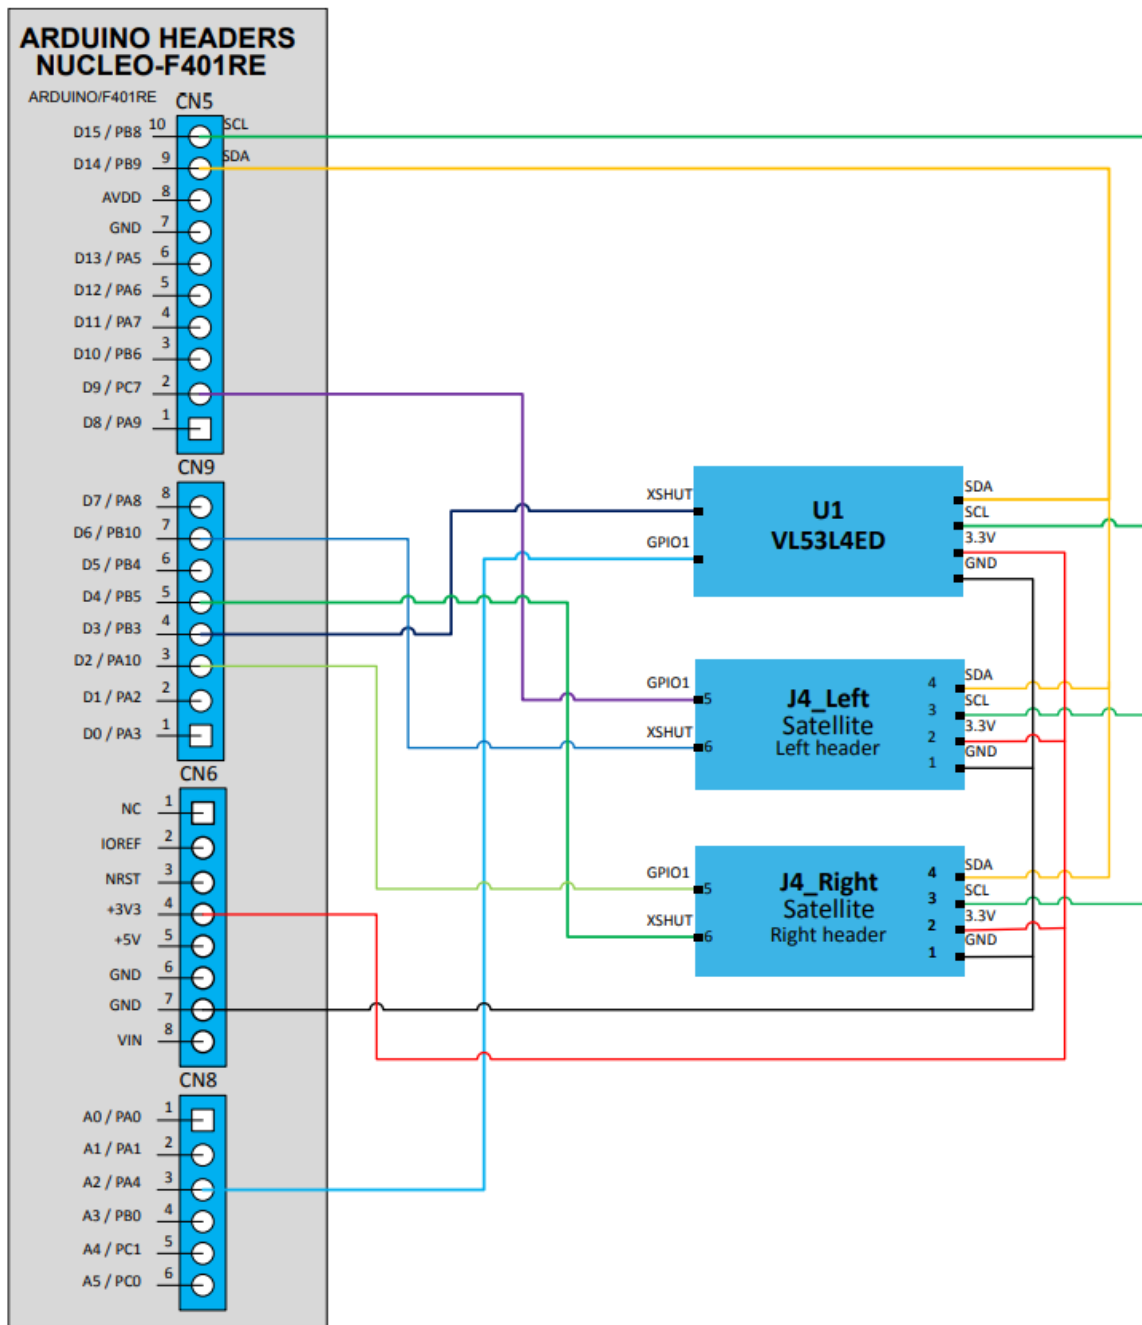 ARDUINO HEADERS
NUCLEO-F401RE
ARDUINO/F401RE
CN5
D15 / PB8 10 SCL
D14 / PB9 9 SDA
AVDD 8
GND 7
D13 / PA5 6
D12 / PA6 5
D11 / PA7 4
D10 / PB6 3
D9 / PC7 2
D8 / PA9 1
CN9
D7 / PA8 8
D6 / PB10 7
D5 / PB4 6
D4 / PB5 5
D3 / PB3 4
D2 / PA10 3
D1 / PA2 2
D0 / PA3 1
CN6
NC 1
IOREF 2
NRST 3
+3V3 4
+5V 5
GND 6
GND 7
VIN 8
CN8
A0 / PA0 1
A1 / PA1 2
A2 / PA4 3
A3 / PB0 4
A4 / PC1 5
A5 / PC0 6
XSHUT
GPIO1
U1
VL53L4ED
SDA
SCL
3.3V
GND
GPIO1 5
XSHUT 6
J4_Left
Satellite
Left header
4 SDA
3 SCL
2 3.3V
1 GND
GPIO1 5
XSHUT 6
J4_Right
Satellite
Right header
4 SDA
3 SCL
2 3.3V
1 GND